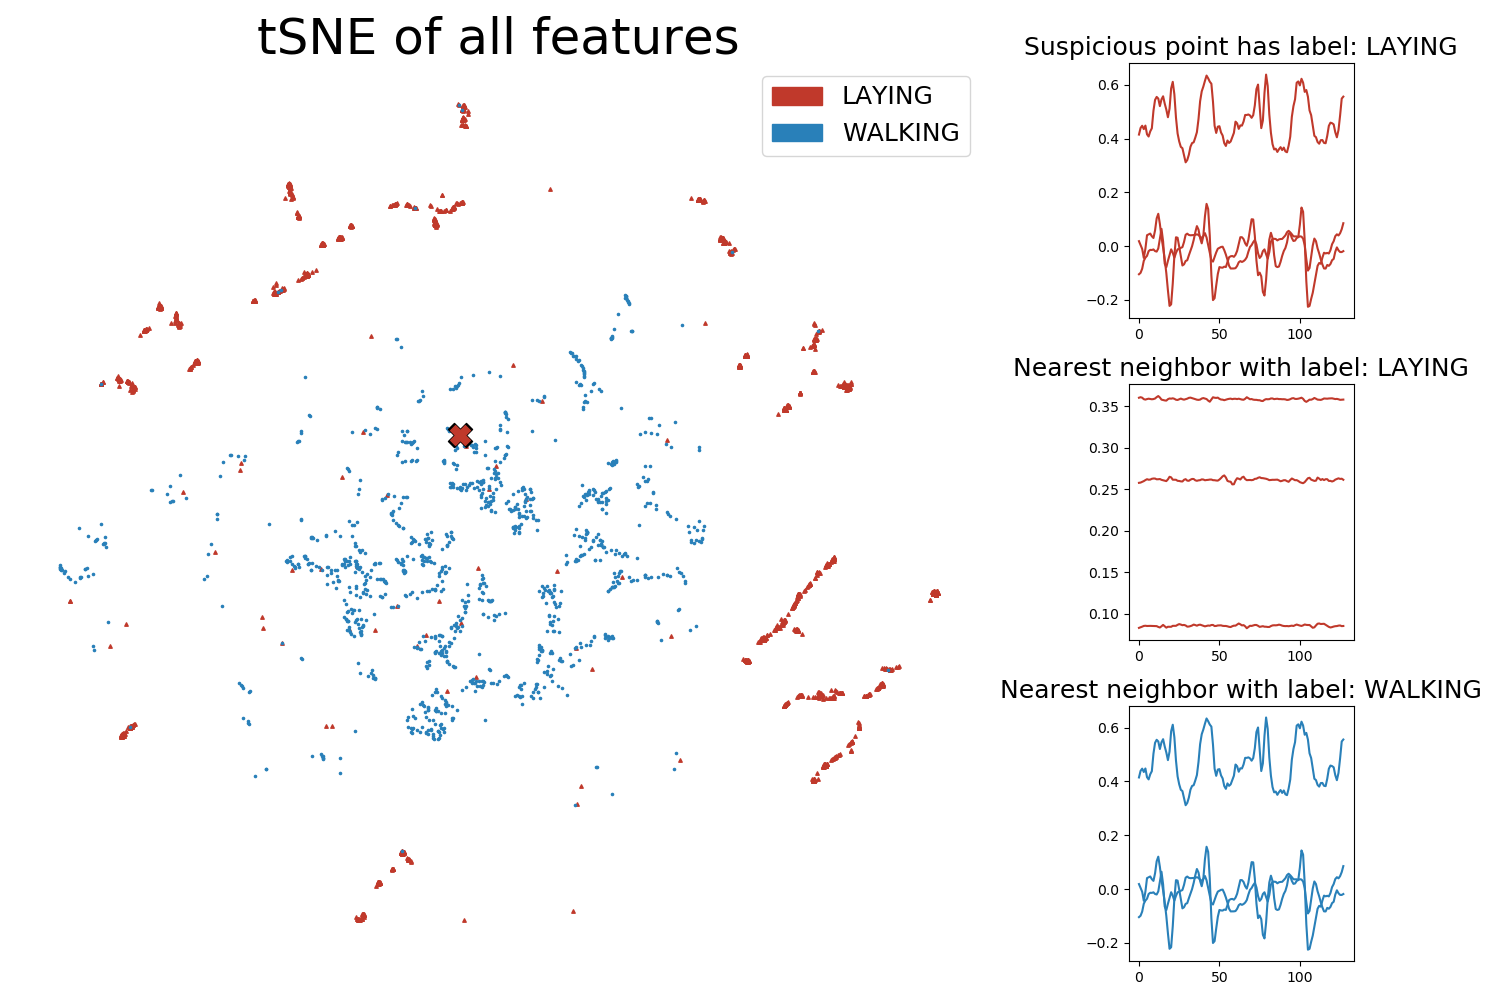 tSNE of all features
LAYING
WALKING
Suspicious point has label: LAYING
0.6
0.4
0.2
0.0
−0.2
0 50 100
Nearest neighbor with label: LAYING
0.35
0.30
0.25
0.20
0.15
0.10
0 50 100
Nearest neighbor with label: WALKING
0.6
0.4
0.2
0.0
−0.2
0 50 100